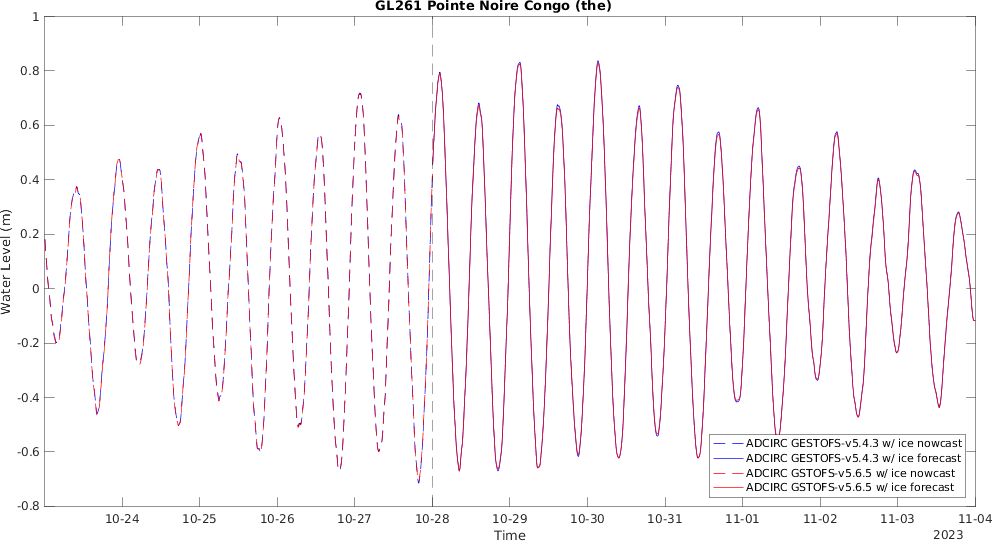 GL261 Pointe Noire Congo (the)
1
0.8
0.6
0.4
0.2
0
-0.2
-0.4
-0.6
-0.8
Water Level (m)
ADCIRC GESTOFS-v5.4.3 w/ ice nowcast
ADCIRC GESTOFS-v5.4.3 w/ ice forecast
ADCIRC GSTOFS-v5.6.5 w/ ice nowcast
ADCIRC GSTOFS-v5.6.5 w/ ice forecast
10-24 10-25 10-26 10-27 10-28 10-29 10-30 10-31 11-01 11-02 11-03 11-04
Time
2023